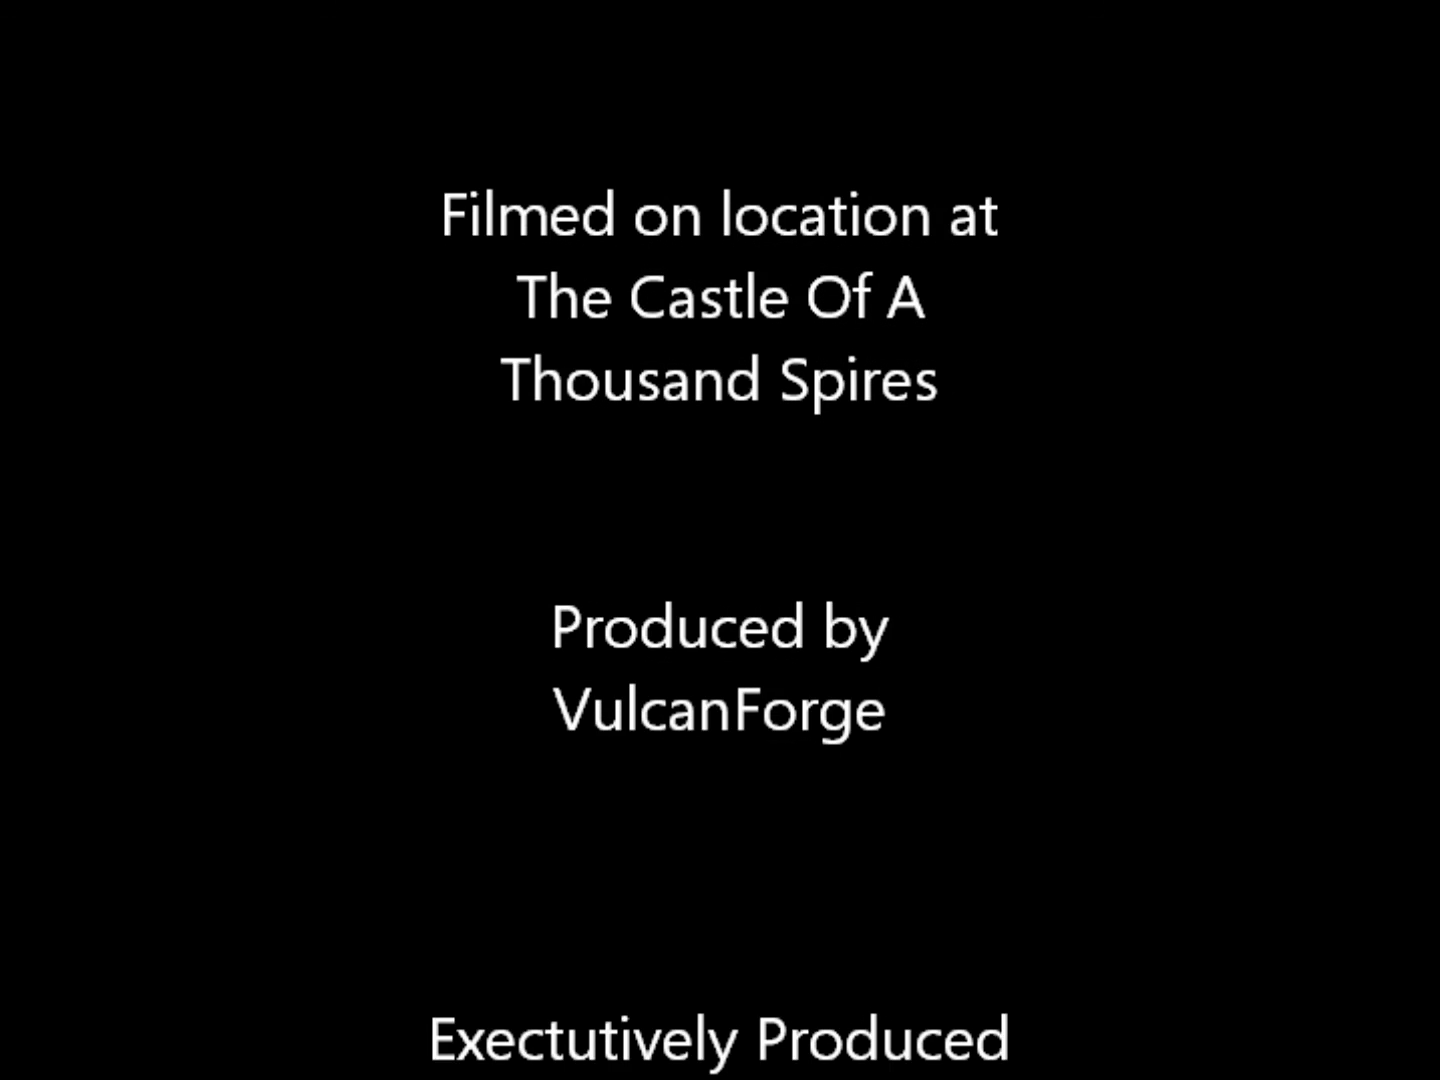 Filmed on location at
The Castle Of A
Thousand Spires
Produced by
VulcanForge
Exectutively Produced